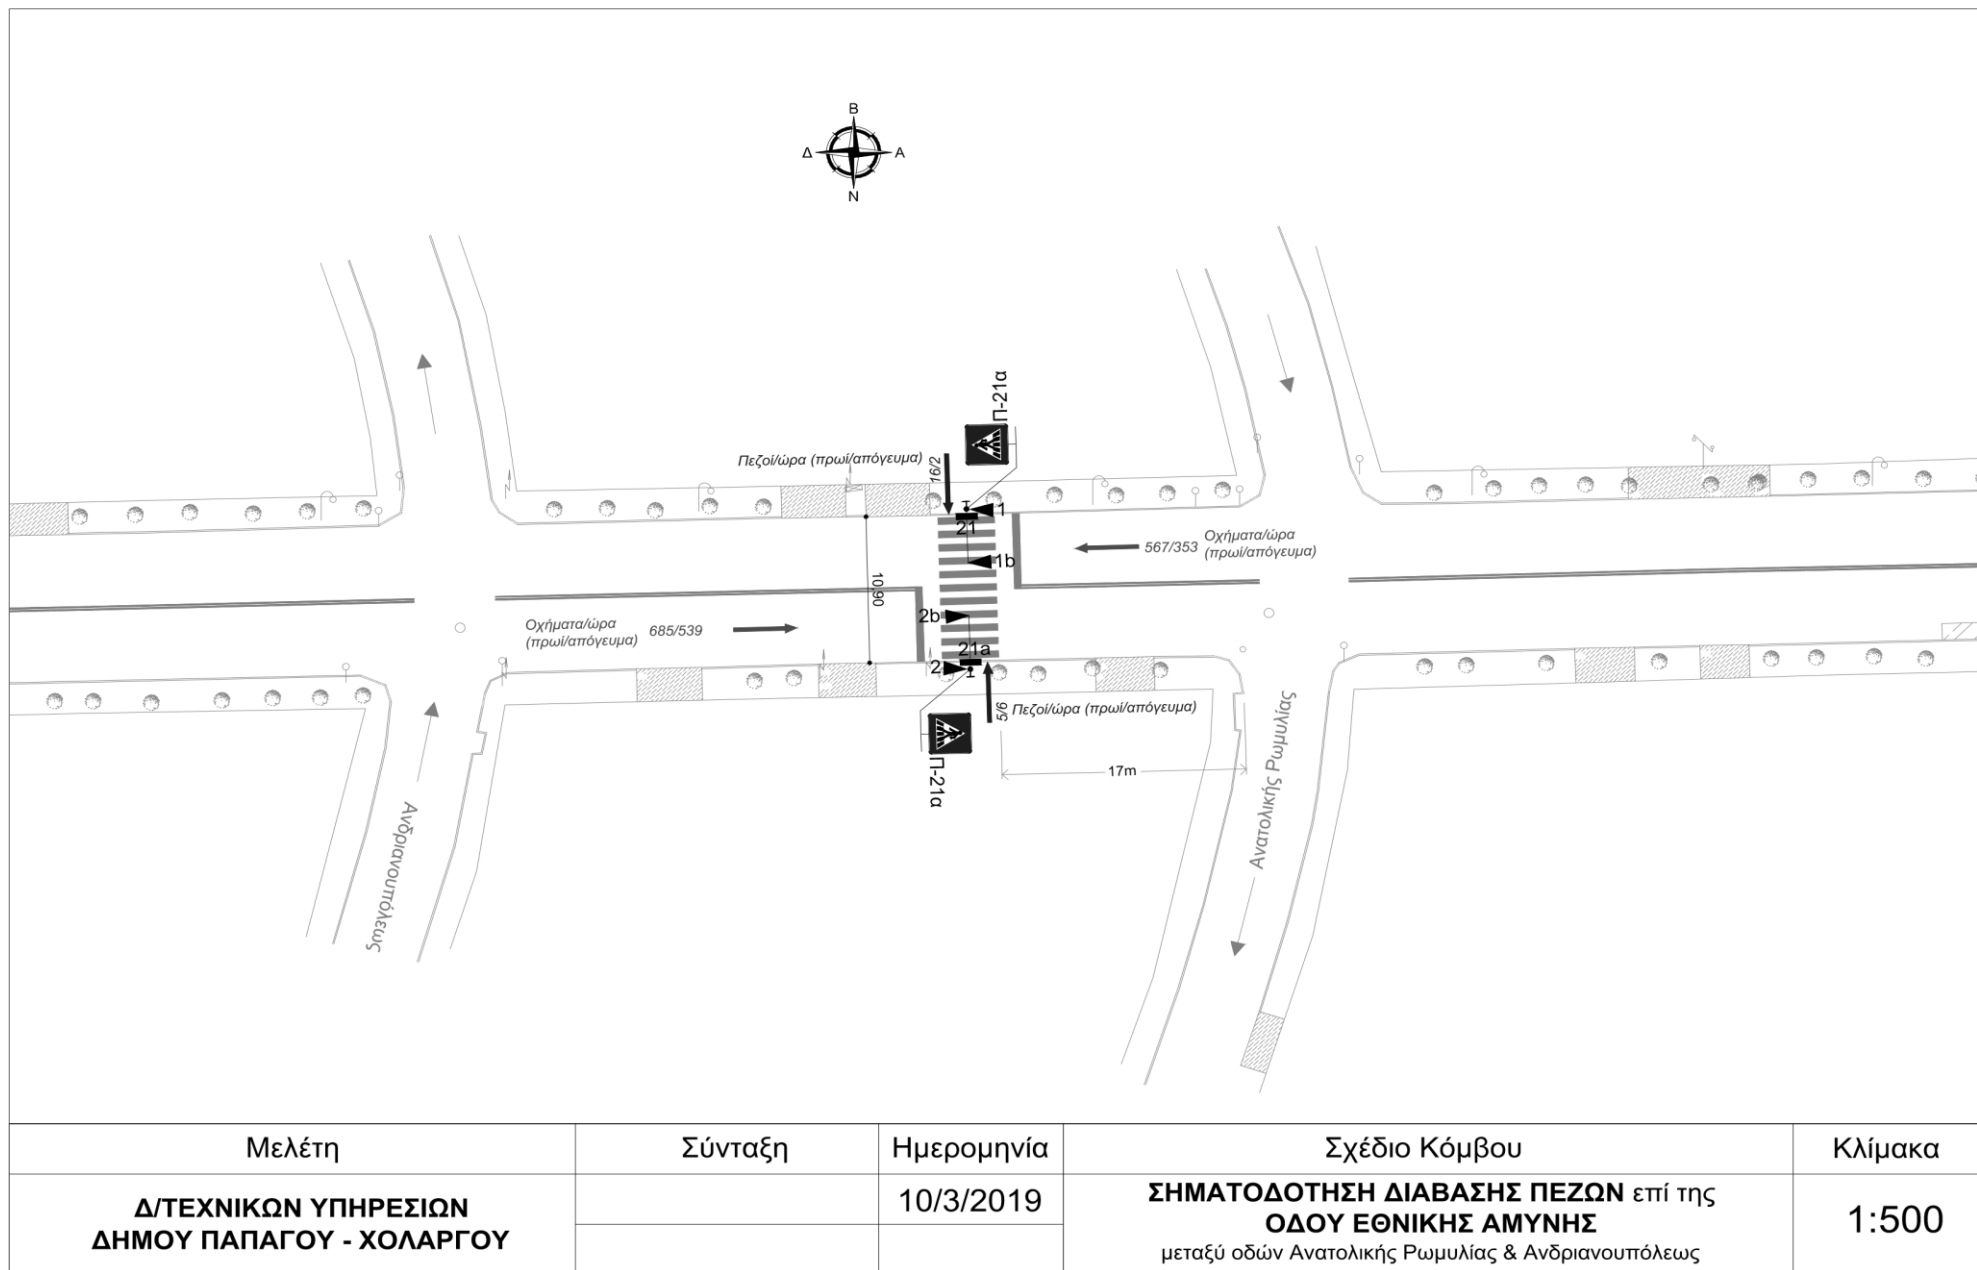 Β
Δ
Α
Ν
Π-21α
Πεζοί/ώρα (πρωί/απόγευμα)
16/2
1
21
1b
567/353
Οχήματα/ώρα
(πρωί/απόγευμα)
10,90
2b
Οχήματα/ώρα
(πρωί/απόγευμα)
685/539
21a
2
5/6
Πεζοί/ώρα (πρωί/απόγευμα)
Π-21α
17m
Ανατολικής Ρωμυλίας
Ανδριανουπόλεως
Μελέτη
Σύνταξη
Ημερομηνία
Σχέδιο Κόμβου
Κλίμακα
Δ/ΤΕΧΝΙΚΩΝ ΥΠΗΡΕΣΙΩΝ
ΔΗΜΟΥ ΠΑΠΑΓΟΥ - ΧΟΛΑΡΓΟΥ
10/3/2019
ΣΗΜΑΤΟΔΟΤΗΣΗ ΔΙΑΒΑΣΗΣ ΠΕΖΩΝ επί της
ΟΔΟΥ ΕΘΝΙΚΗΣ ΑΜΥΝΗΣ
μεταξύ οδών Ανατολικής Ρωμυλίας & Ανδριανουπόλεως
1:500